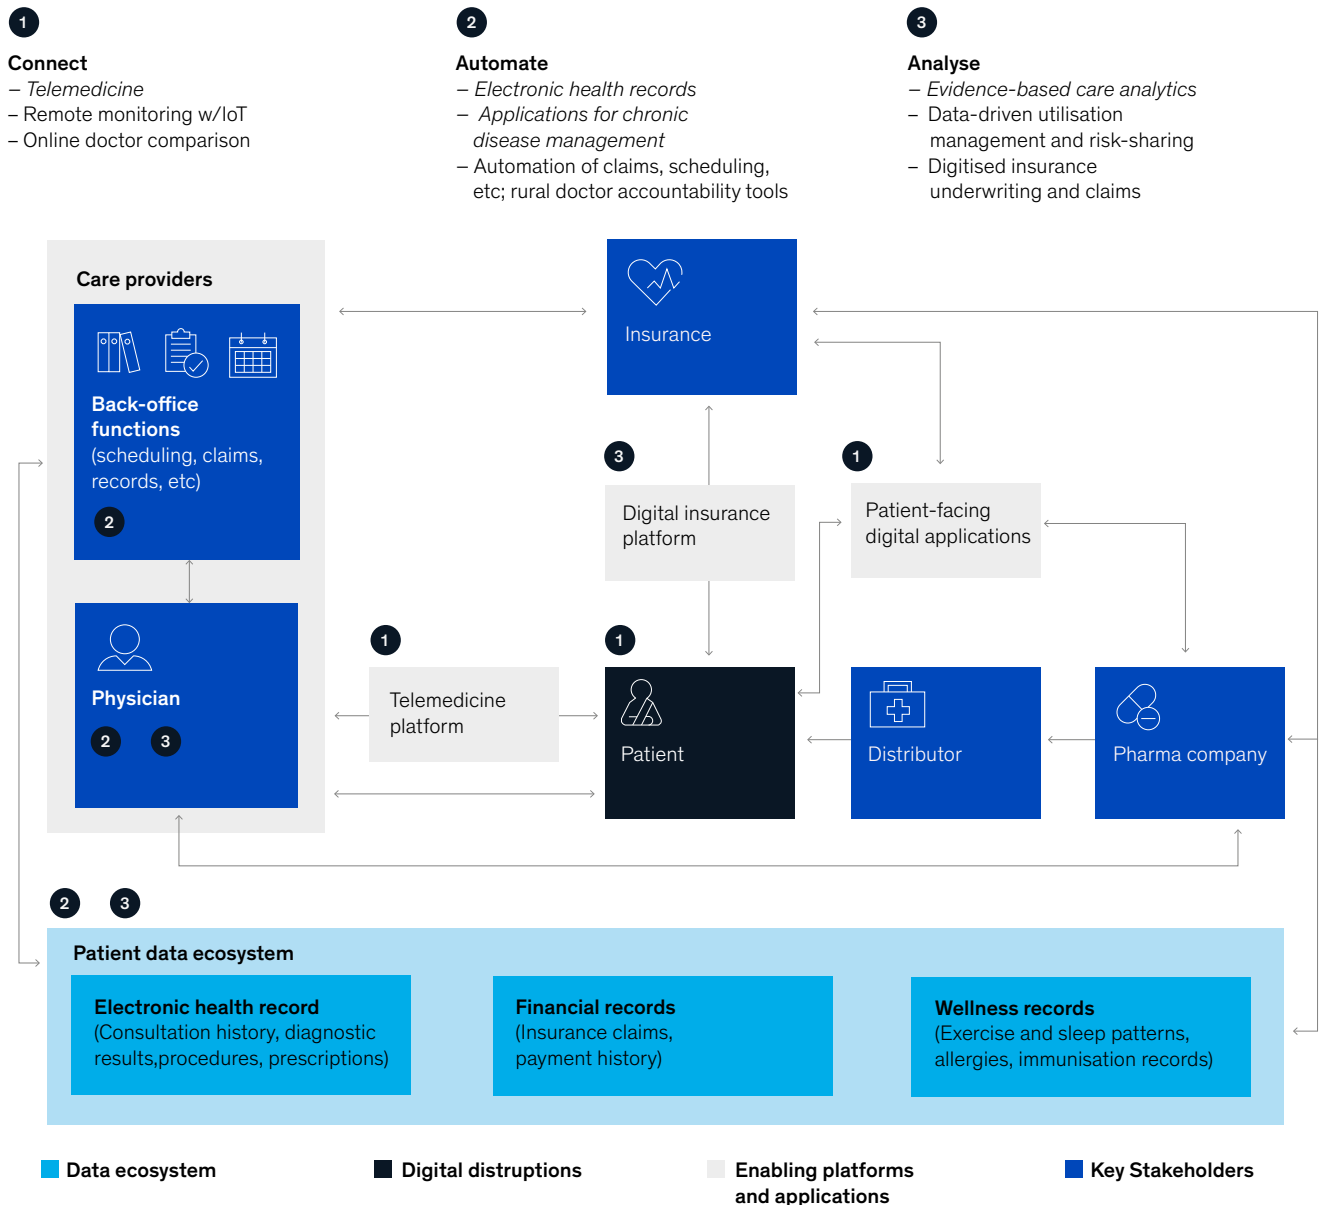 1
Connect
– Telemedicine
– Remote monitoring w/IoT
– Online doctor comparison
2
Automate
– Electronic health records
– Applications for chronic
disease management
– Automation of claims, scheduling,
etc; rural doctor accountability tools
3
Analyse
– Evidence-based care analytics
– Data-driven utilisation
management and risk-sharing
– Digitised insurance
underwriting and claims
Care providers
Back-office
functions
(scheduling, claims,
records, etc)
2
Physician
2 3
Insurance
3
Digital insurance
platform
1
Patient-facing
digital applications
1
Telemedicine
platform
1
Patient
Distributor
Pharma company
2 3
Patient data ecosystem
Electronic health record
(Consultation history, diagnostic
results,procedures, prescriptions)
Financial records
(Insurance claims,
payment history)
Wellness records
(Exercise and sleep patterns,
allergies, immunisation records)
Data ecosystem
Digital distruptions
Enabling platforms
and applications
Key Stakeholders